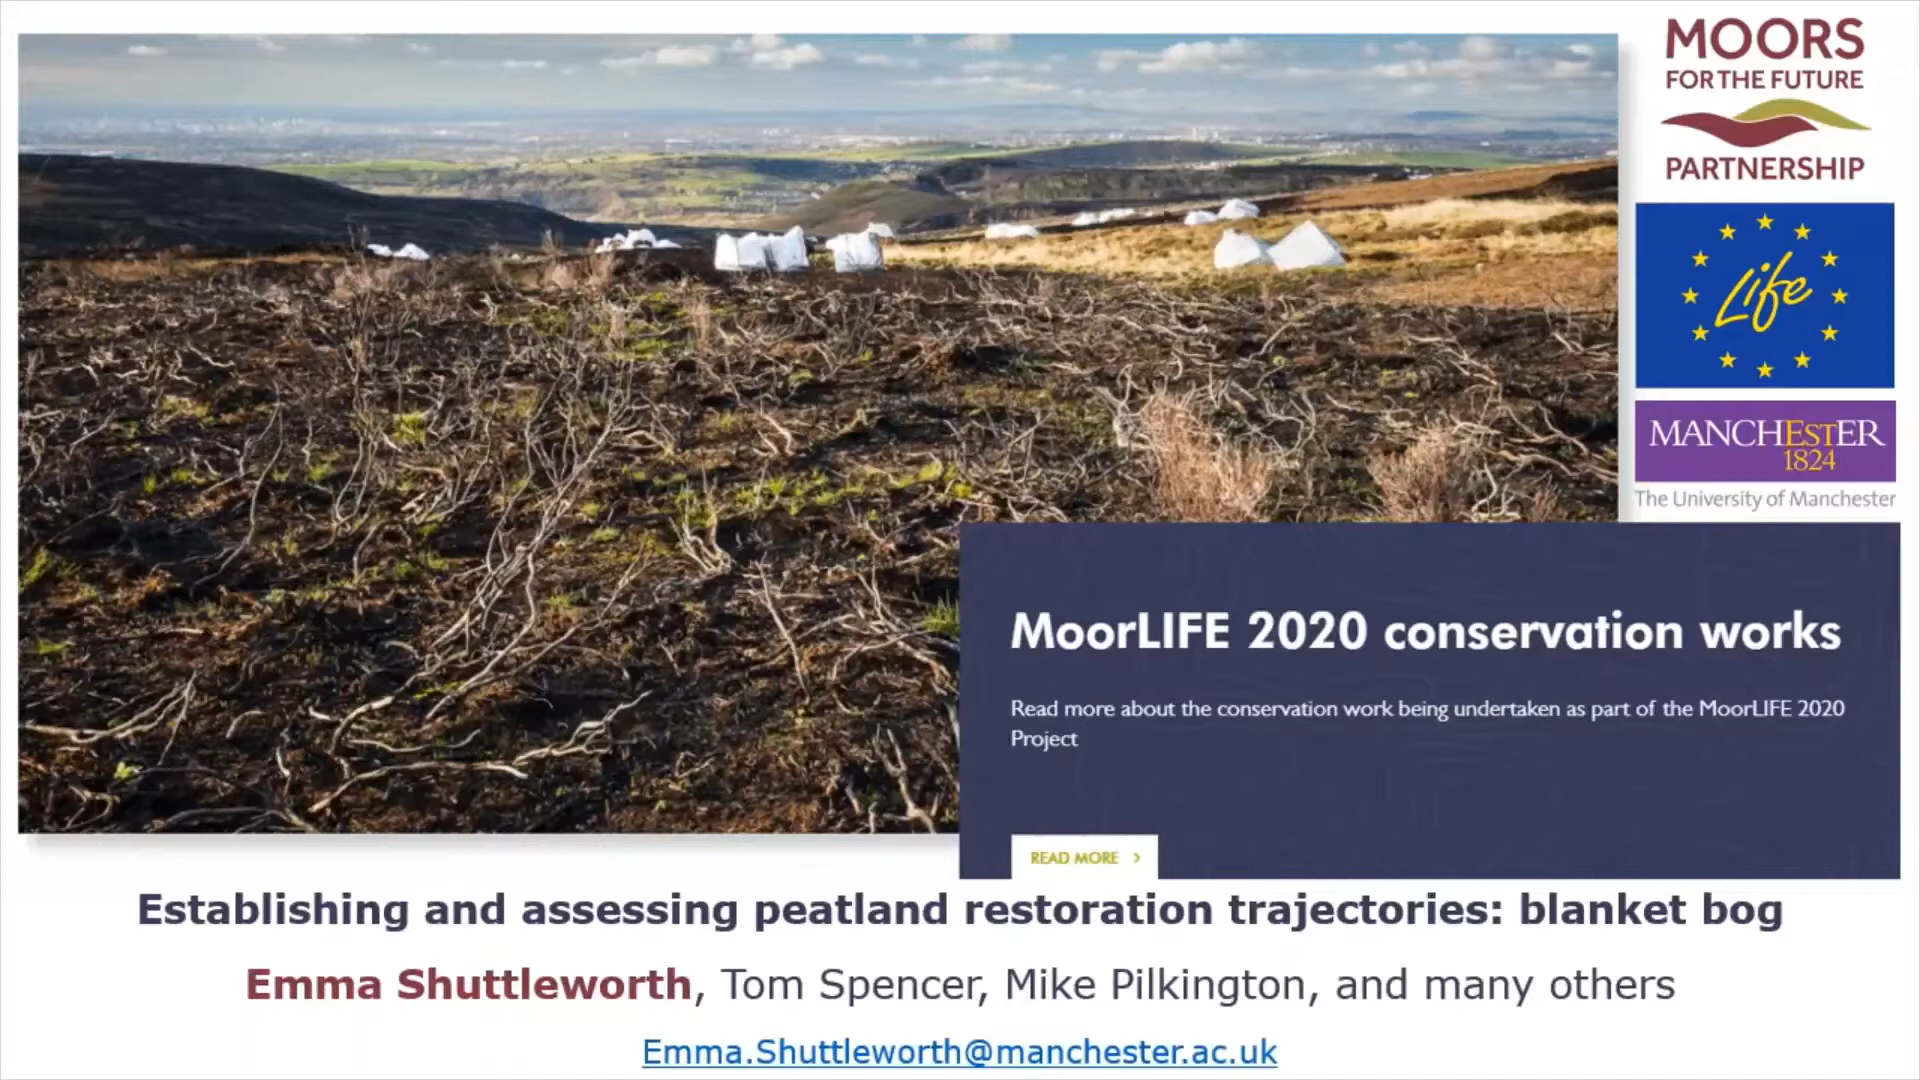 MOORS
FOR THE FUTURE
PARTNERSHIP
Life
MANCHESTER
1824
The University of Manchester
MoorLIFE 2020 conservation works
Read more about the conservation work being undertaken as part of the MoorLIFE 2020
Project
READ MORE >
Establishing and assessing peatland restoration trajectories: blanket bog
Emma Shuttleworth, Tom Spencer, Mike Pilkington, and many others
Emma.Shuttleworth@manchester.ac.uk